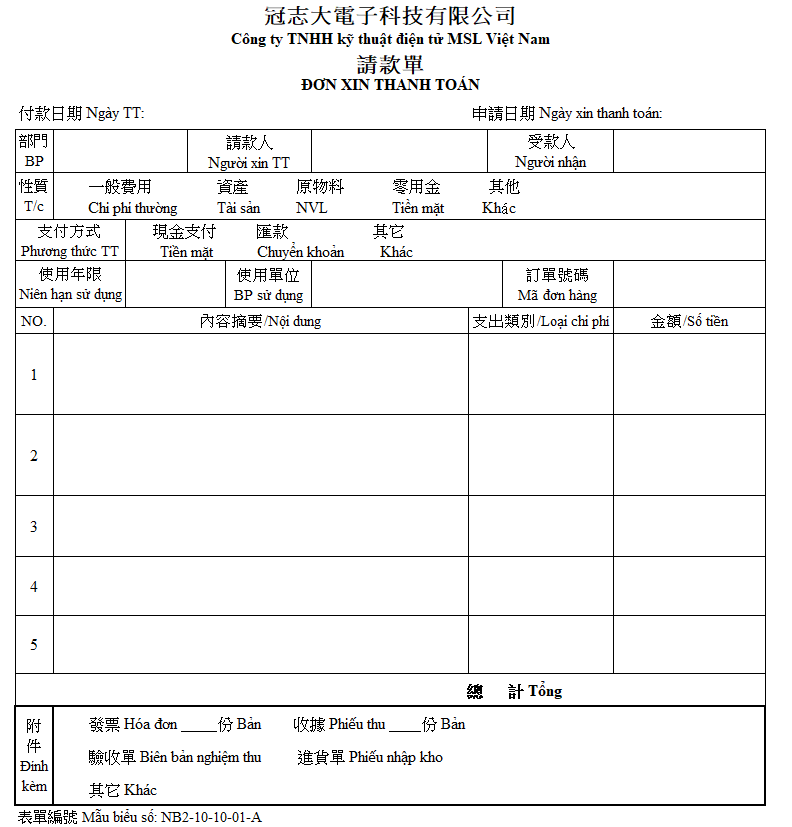 冠志大電子科技有限公司
Công ty TNHH kỹ thuật điện tử MSL Việt Nam
請款單
ĐƠN XIN THANH TOÁN
付款日期 Ngày TT: 申請日期 Ngày xin thanh toán:
部門 請款人 受款人
BP Người xin TT Người nhận
性質 一般費用 資產 原物料 零用金 其他
T/c Chi phí thường Tài sản NVL Tiền mặt Khác
支付方式 現金支付 匯款 其它
Phương thức TT Tiền mặt Chuyển khoản Khác
使用年限 使用單位 訂單號碼
Niên hạn sử dụng BP sử dụng Mã đơn hàng
NO. 內容摘要/Nội dung 支出類別/Loại chi phí 金額/Số tiền
1
2
3
4
5
總 計 Tổng
附
件
Đính
kèm
發票 Hóa đơn _____份 Bản 收據 Phiếu thu ____份 Bản
驗收單 Biên bản nghiệm thu 進貨單 Phiếu nhập kho
其它 Khác
表單編號 Mẫu biểu số: NB2-10-10-01-A